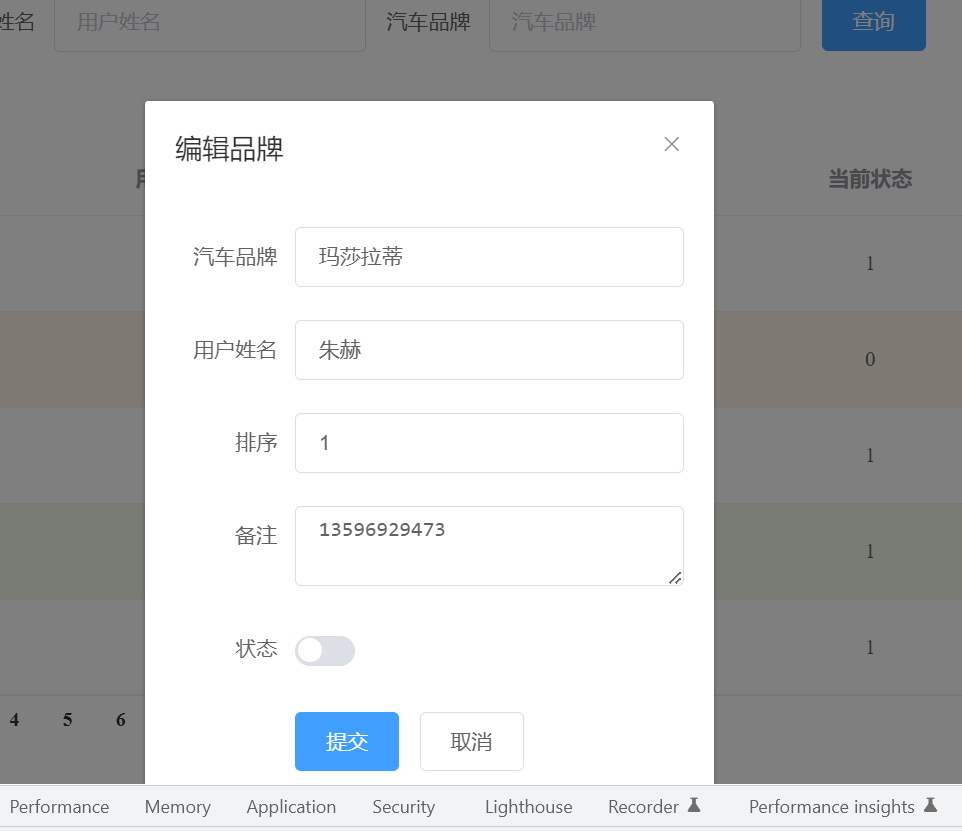 姓名 用户姓名 汽车品牌 汽车品牌 查询
编辑品牌
当前状态
汽车品牌 玛莎拉蒂
1
用户姓名 朱赫
0
排序 1
1
备注 13596929473
1
状态
1
4 5 6
提交 取消
Performance Memory Application Security Lighthouse Recorder Performance insights